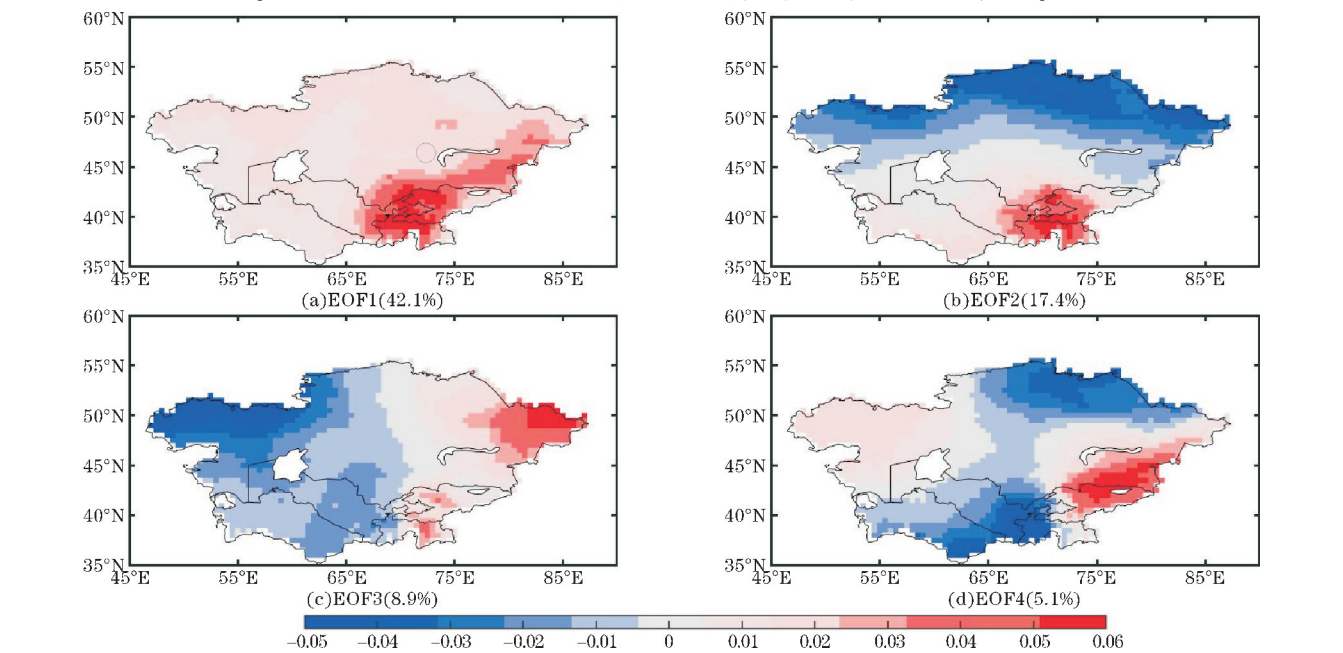 60°N 60°N
55°N 55°N
50°N 50°N
45°N 45°N
40°N 40°N
35°N 35°N
45°E 55°E 65°E 75°E 85°E 45°E 55°E 65°E 75°E 85°E
(a)EOF1(42.1%) (b)EOF2(17.4%)
60°N 60°N
55°N 55°N
50°N 50°N
45°N 45°N
40°N 40°N
35°N 35°N
45°E 55°E 65°E 75°E 85°E 45°E 55°E 65°E 75°E 85°E
(c)EOF3(8.9%) (d)EOF4(5.1%)
−0.05 −0.04 −0.03 −0.02 −0.01 0 0.01 0.02 0.03 0.04 0.05 0.06